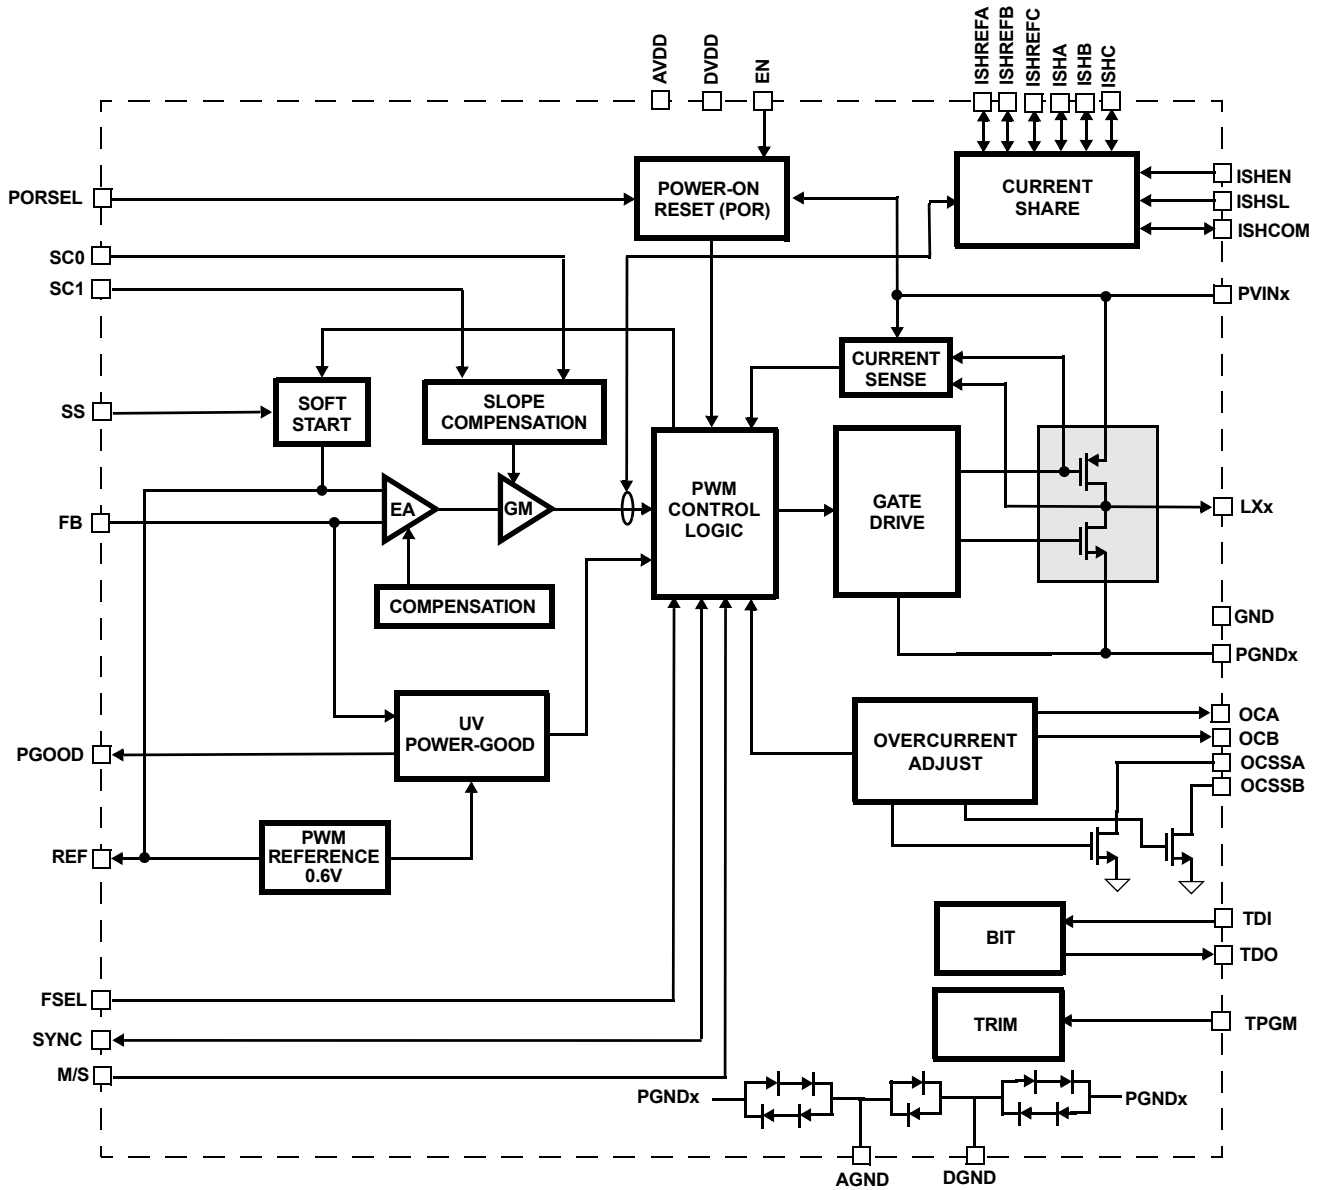 AVDD
DVDD
EN
ISHREFA
ISHREFB
ISHREFC
ISHA
ISHB
ISHC
PORSEL
POWER-ON
RESET (POR)
CURRENT
SHARE
ISHEN
ISHSL
ISHCOM
SC0
SC1
PVINx
CURRENT
SENSE
SS
SOFT
START
SLOPE
COMPENSATION
FB
EA
GM
PWM
CONTROL
LOGIC
GATE
DRIVE
LXx
COMPENSATION
GND
PGNDx
UV
POWER-GOOD
PGOOD
OVERCURRENT
ADJUST
OCA
OCB
OCSSA
OCSSB
REF
PWM
REFERENCE
0.6V
BIT
TDI
TDO
FSEL
SYNC
M/S
TRIM
TPGM
PGNDx
PGNDx
AGND
DGND